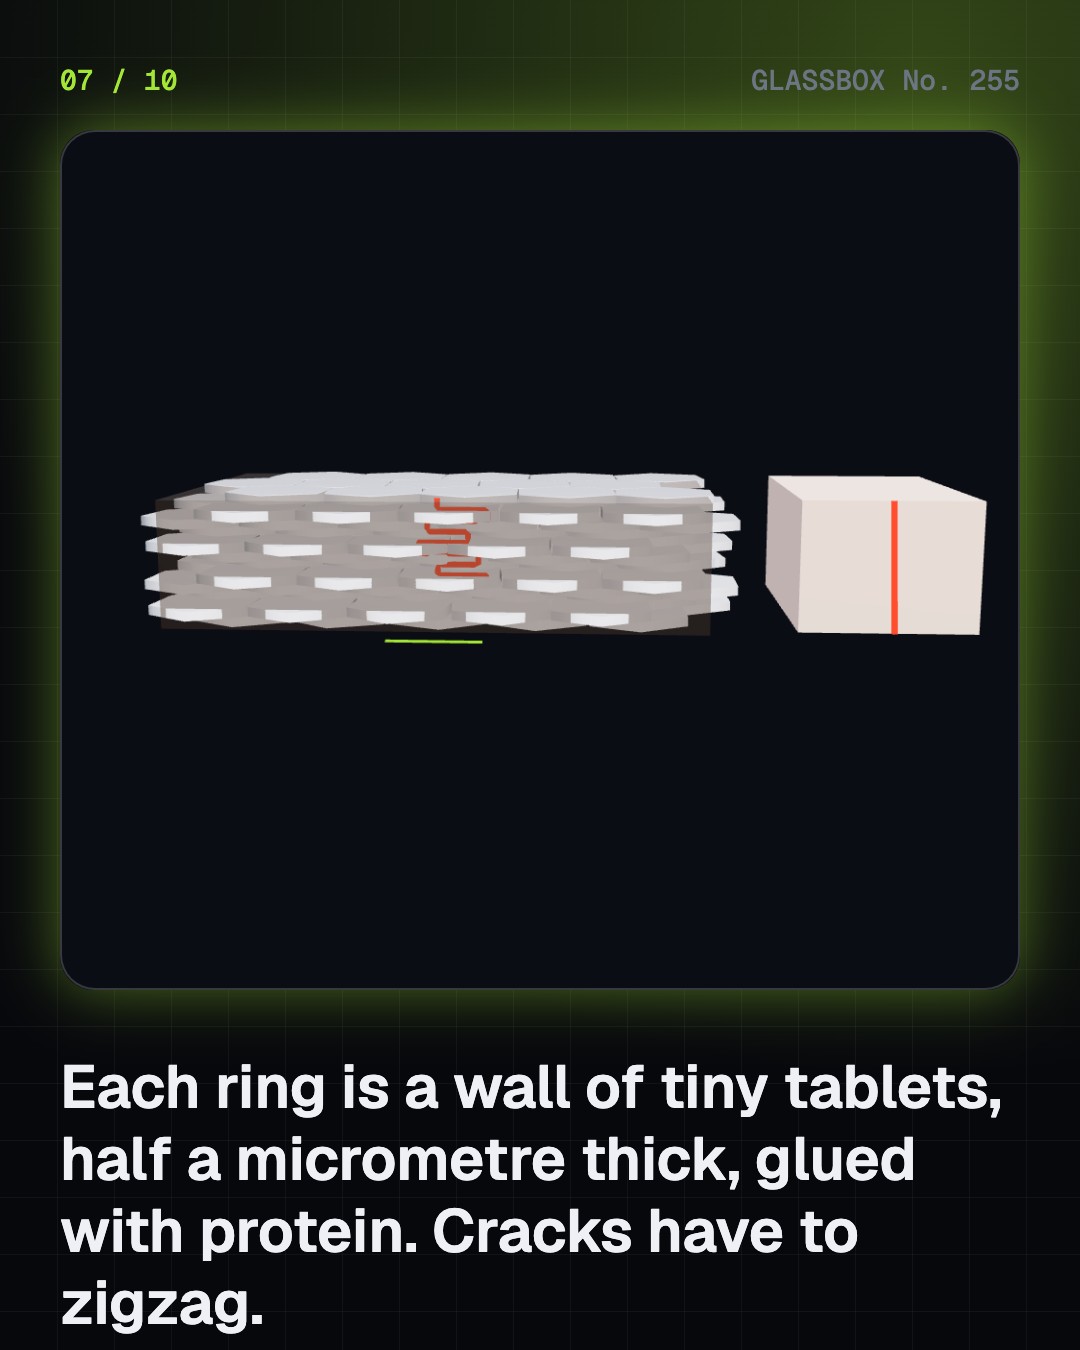 07 / 10
GLASSBOX No. 255
Each ring is a wall of tiny tablets,
half a micrometre thick, glued
with protein. Cracks have to
zigzag.